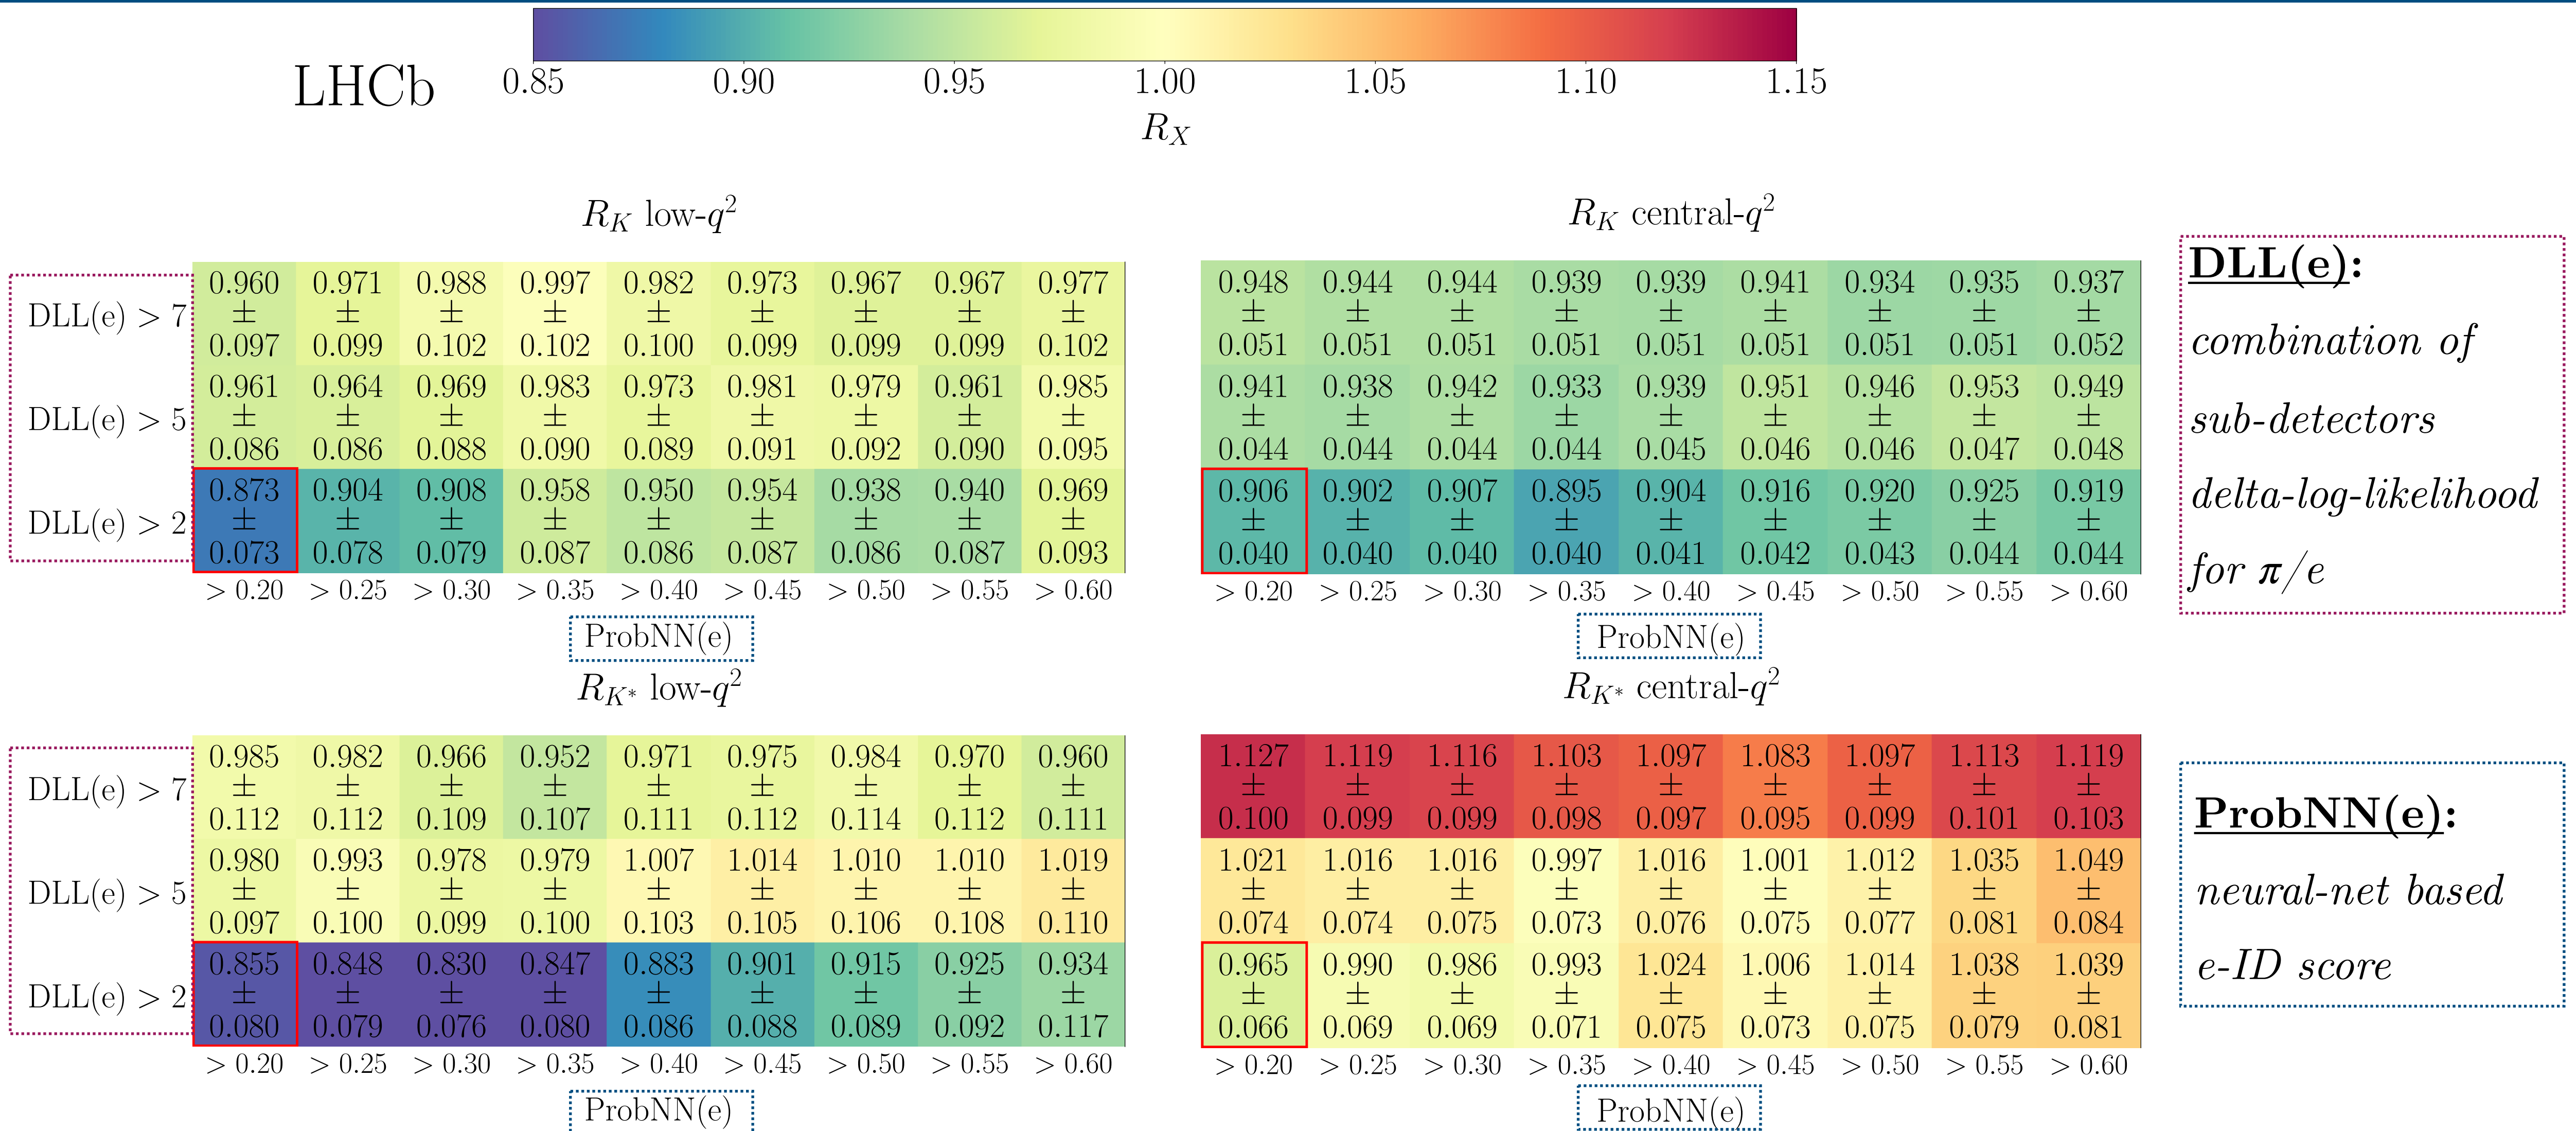 LHCb
0.85 0.90 0.95 1.00 1.05 1.10 1.15
R_X
R_K low-q²
DLL(e) > 7
0.960 0.971 0.988 0.997 0.982 0.973 0.967 0.967 0.977
± ± ± ± ± ± ± ± ±
0.097 0.099 0.102 0.102 0.100 0.099 0.099 0.099 0.102
DLL(e) > 5
0.961 0.964 0.969 0.983 0.973 0.981 0.979 0.961 0.985
± ± ± ± ± ± ± ± ±
0.086 0.086 0.088 0.090 0.089 0.091 0.092 0.090 0.095
DLL(e) > 2
0.873 0.904 0.908 0.958 0.950 0.954 0.938 0.940 0.969
± ± ± ± ± ± ± ± ±
0.073 0.078 0.079 0.087 0.086 0.087 0.086 0.087 0.093
> 0.20 > 0.25 > 0.30 > 0.35 > 0.40 > 0.45 > 0.50 > 0.55 > 0.60
ProbNN(e)
R_K central-q²
0.948 0.944 0.944 0.939 0.939 0.941 0.934 0.935 0.937
± ± ± ± ± ± ± ± ±
0.051 0.051 0.051 0.051 0.051 0.051 0.051 0.051 0.052
0.941 0.938 0.942 0.933 0.939 0.951 0.946 0.953 0.949
± ± ± ± ± ± ± ± ±
0.044 0.044 0.044 0.044 0.045 0.046 0.046 0.047 0.048
0.906 0.902 0.907 0.895 0.904 0.916 0.920 0.925 0.919
± ± ± ± ± ± ± ± ±
0.040 0.040 0.040 0.040 0.041 0.042 0.043 0.044 0.044
> 0.20 > 0.25 > 0.30 > 0.35 > 0.40 > 0.45 > 0.50 > 0.55 > 0.60
ProbNN(e)
DLL(e):
combination of
sub-detectors
delta-log-likelihood
for π/e
R_{K*} low-q²
DLL(e) > 7
0.985 0.982 0.966 0.952 0.971 0.975 0.984 0.970 0.960
± ± ± ± ± ± ± ± ±
0.112 0.112 0.109 0.107 0.111 0.112 0.114 0.112 0.111
DLL(e) > 5
0.980 0.993 0.978 0.979 1.007 1.014 1.010 1.010 1.019
± ± ± ± ± ± ± ± ±
0.097 0.100 0.099 0.100 0.103 0.105 0.106 0.108 0.110
DLL(e) > 2
0.855 0.848 0.830 0.847 0.883 0.901 0.915 0.925 0.934
± ± ± ± ± ± ± ± ±
0.080 0.079 0.076 0.080 0.086 0.088 0.089 0.092 0.117
> 0.20 > 0.25 > 0.30 > 0.35 > 0.40 > 0.45 > 0.50 > 0.55 > 0.60
ProbNN(e)
R_{K*} central-q²
1.127 1.119 1.116 1.103 1.097 1.083 1.097 1.113 1.119
± ± ± ± ± ± ± ± ±
0.100 0.099 0.099 0.098 0.097 0.095 0.099 0.101 0.103
1.021 1.016 1.016 0.997 1.016 1.001 1.012 1.035 1.049
± ± ± ± ± ± ± ± ±
0.074 0.074 0.075 0.073 0.076 0.075 0.077 0.081 0.084
0.965 0.990 0.986 0.993 1.024 1.006 1.014 1.038 1.039
± ± ± ± ± ± ± ± ±
0.066 0.069 0.069 0.071 0.075 0.073 0.075 0.079 0.081
> 0.20 > 0.25 > 0.30 > 0.35 > 0.40 > 0.45 > 0.50 > 0.55 > 0.60
ProbNN(e)
ProbNN(e):
neural-net based
e-ID score